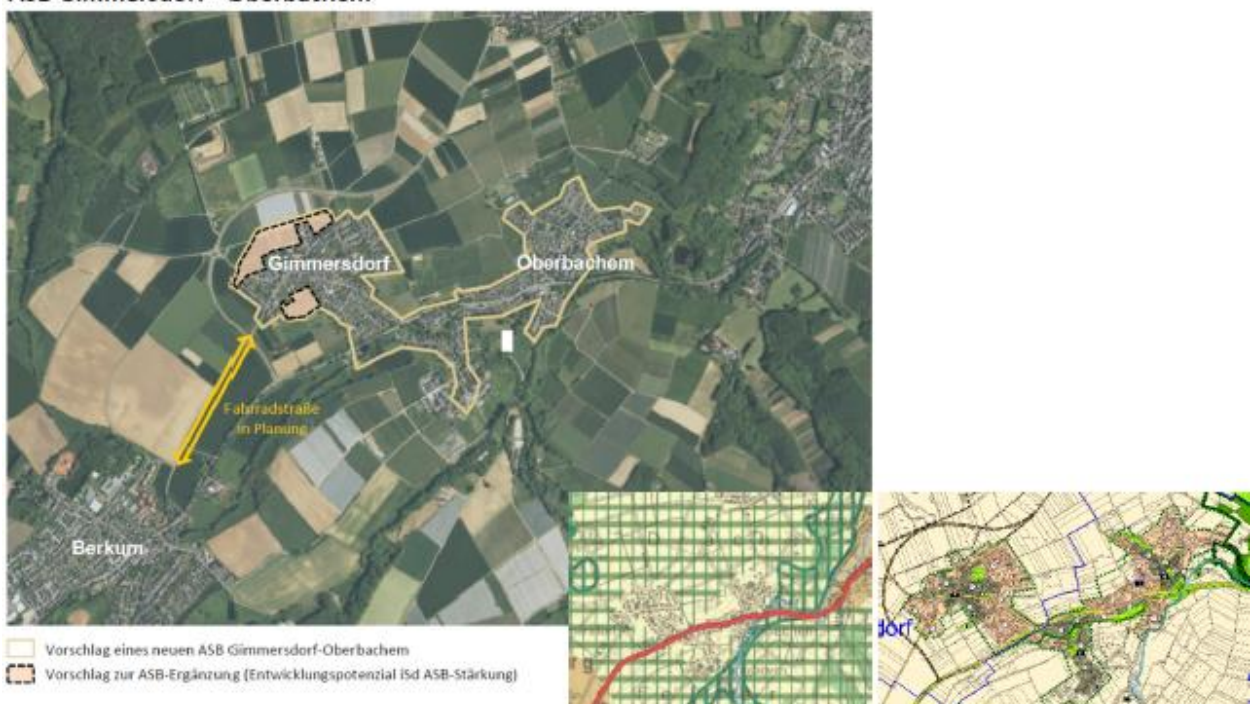 Gimmersdorf
Oberbachem
Fahrradstraße
in Planung
Berkum
dorf
Vorschlag eines neuen ASB Gimmersdorf-Oberbachem
Vorschlag zur ASB-Ergänzung (Entwicklungspotenzial iSd ASB-Stärkung)